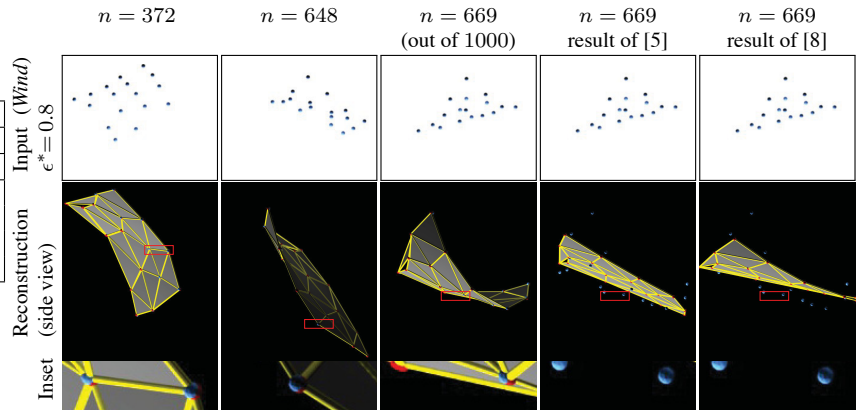 n = 372
n = 648
n = 669
(out of 1000)
n = 669
result of [5]
n = 669
result of [8]
Input (Wind)
ϵ* = 0.8
Reconstruction
(side view)
Inset